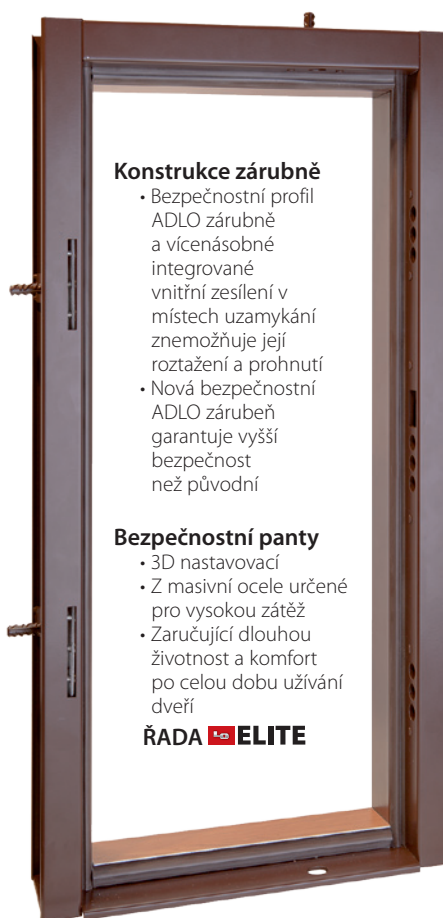 Konstrukce zárubně
• Bezpečnostní profil
ADLO zárubně
a vícenásobné
integrované
vnitřní zesílení v
místech uzamykání
znemožňuje její
roztažení a prohnutí
• Nová bezpečnostní
ADLO zárubeň
garantuje vyšší
bezpečnost
než původní
Bezpečnostní panty
• 3D nastavovací
• Z masivní ocele určené
pro vysokou zátěž
• Zaručující dlouhou
životnost a komfort
po celou dobu užívání
dveří
ŘADA ELITE